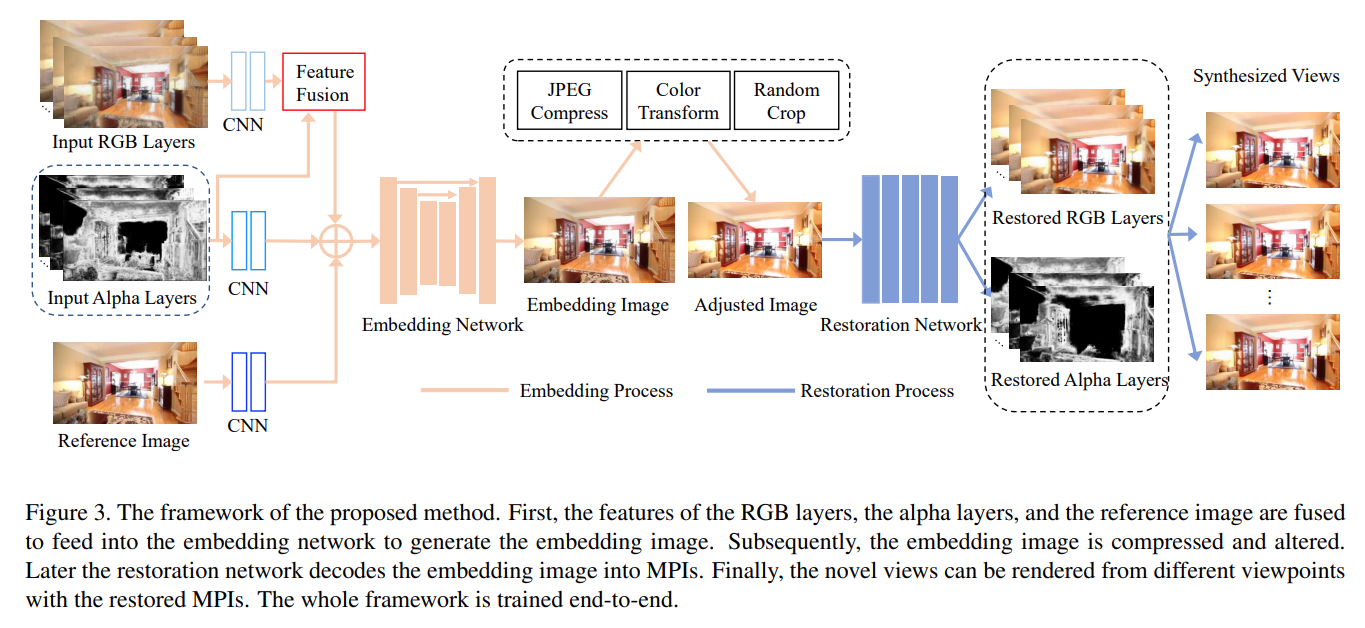 Input RGB Layers
CNN
Feature
Fusion
Input Alpha Layers
CNN
Reference Image
CNN
Embedding Network
JPEG
Compress
Color
Transform
Random
Crop
Embedding Image
Adjusted Image
Restoration Network
Restored RGB Layers
Restored Alpha Layers
Synthesized Views
Embedding Process
Restoration Process
Figure 3. The framework of the proposed method. First, the features of the RGB layers, the alpha layers, and the reference image are fused
to feed into the embedding network to generate the embedding image. Subsequently, the embedding image is compressed and altered.
Later the restoration network decodes the embedding image into MPIs. Finally, the novel views can be rendered from different viewpoints
with the restored MPIs. The whole framework is trained end-to-end.